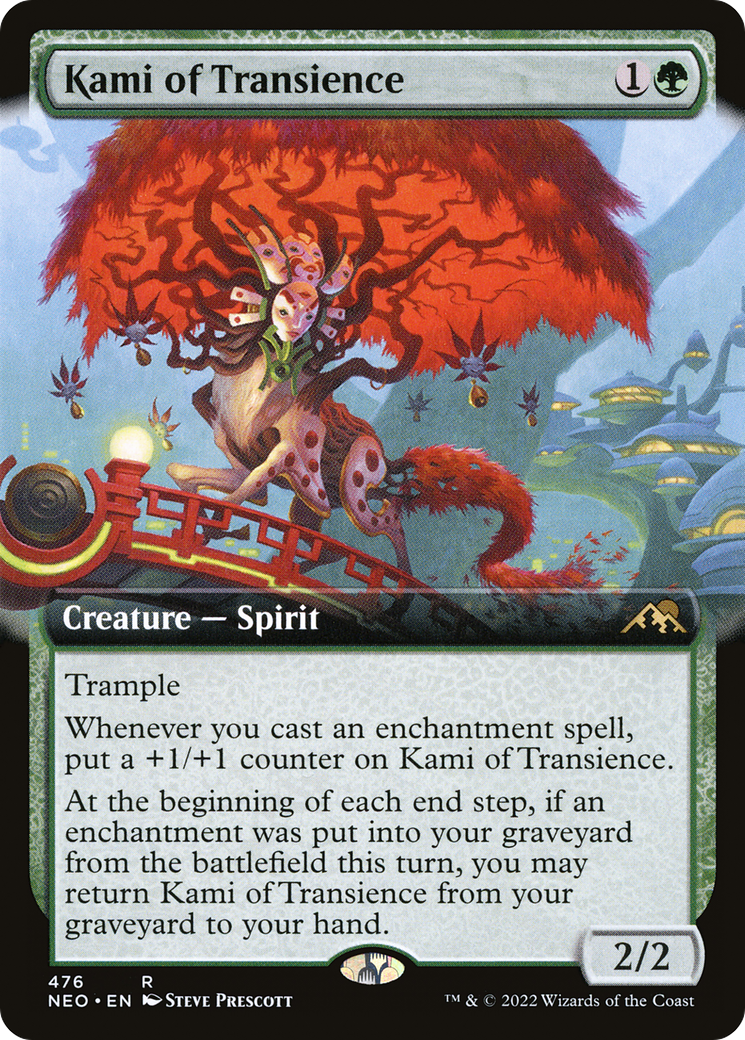 Kami of Transience 1
Creature — Spirit
Trample
Whenever you cast an enchantment spell,
put a +1/+1 counter on Kami of Transience.
At the beginning of each end step, if an
enchantment was put into your graveyard
from the battlefield this turn, you may
return Kami of Transience from your
graveyard to your hand.
2/2
476 R
NEO • EN Steve Prescott
™ & © 2022 Wizards of the Coast